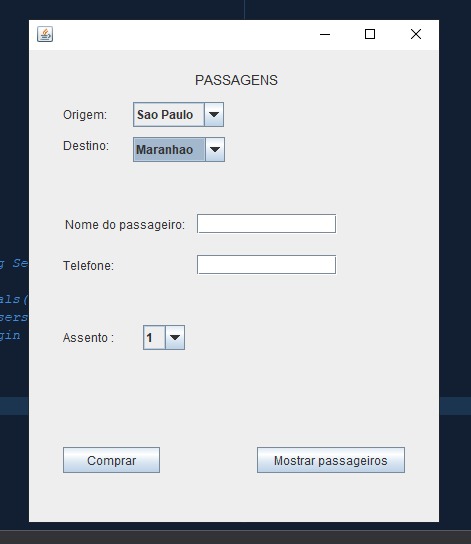 PASSAGENS
Origem: Sao Paulo
Destino: Maranhao
Nome do passageiro:
g Se
Telefone:
als(
sers
gin
Assento : 1
Comprar Mostrar passageiros